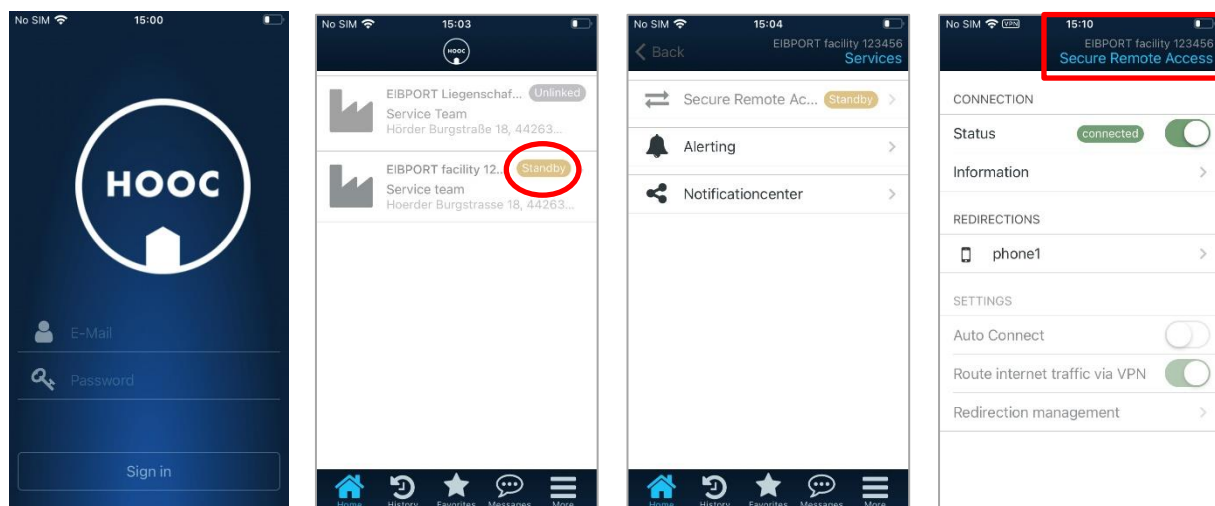 No SIM 15:00
HOOC
E-Mail
Password
Sign in
No SIM 15:03
HOOC
EIBPORT Liegenschaf... Unlinked
Service Team
Hörder Burgstraße 18, 44263...
EIBPORT facility 12... Standby
Service team
Hoerder Burgstrasse 18, 44263...
Home History Favorites Messages More
No SIM 15:04
Back
EIBPORT facility 123456
Services
Secure Remote Ac... Standby
Alerting
Notificationcenter
Home History Favorites Messages More
No SIM VPN 15:10
EIBPORT facility 123456
Secure Remote Access
CONNECTION
Status connected
Information
REDIRECTIONS
phone1
SETTINGS
Auto Connect
Route internet traffic via VPN
Redirection management